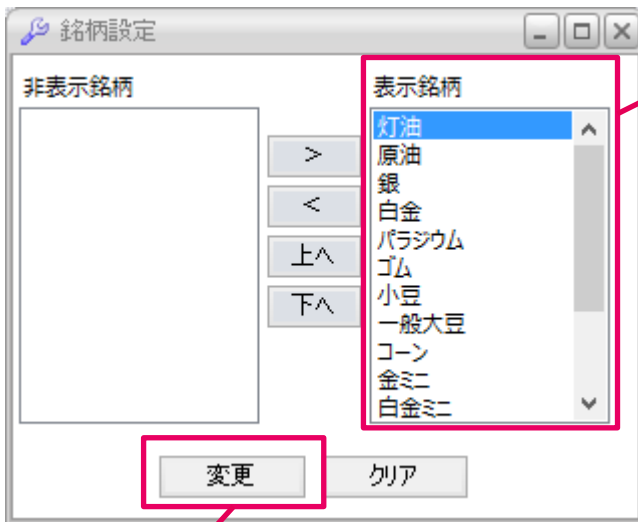 銘柄設定
非表示銘柄
表示銘柄
>
<
上へ
下へ
灯油
原油
銀
白金
パラジウム
ゴム
小豆
一般大豆
コーン
金ミニ
白金ミニ
変更
クリア